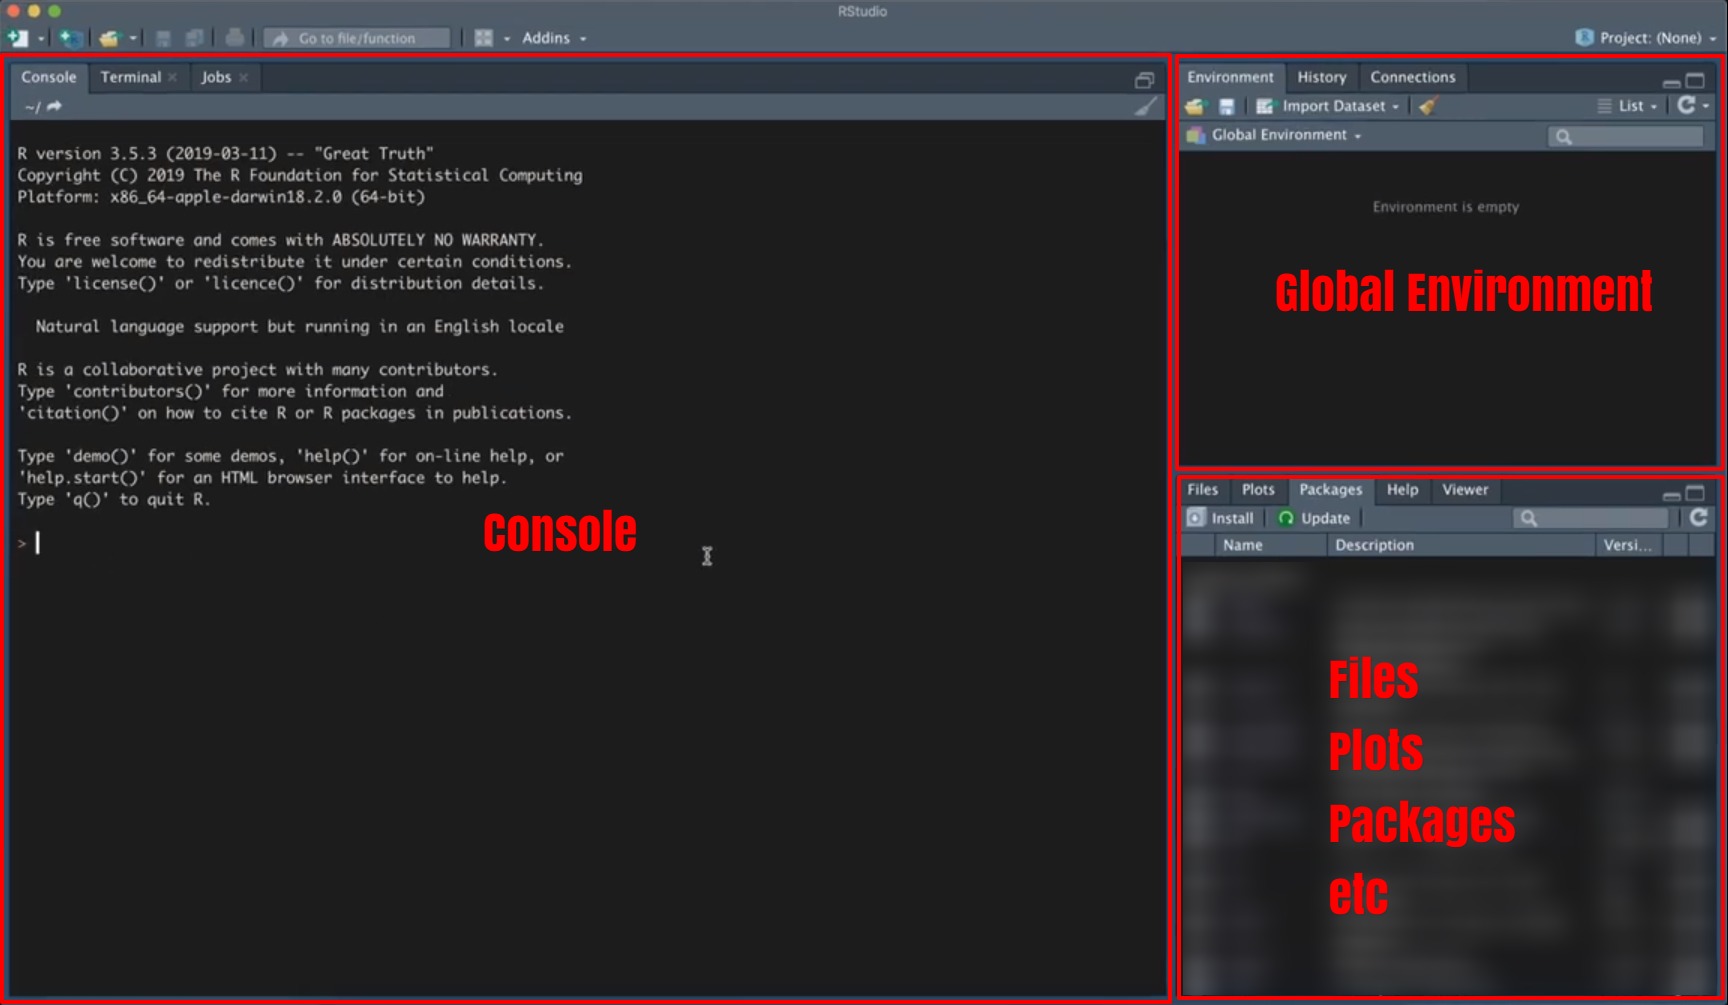 RStudio
Go to file/function
Addins
Project: (None)
Console Terminal Jobs
~/
R version 3.5.3 (2019-03-11) -- "Great Truth"
Copyright (C) 2019 The R Foundation for Statistical Computing
Platform: x86_64-apple-darwin18.2.0 (64-bit)
R is free software and comes with ABSOLUTELY NO WARRANTY.
You are welcome to redistribute it under certain conditions.
Type 'license()' or 'licence()' for distribution details.
Natural language support but running in an English locale
R is a collaborative project with many contributors.
Type 'contributors()' for more information and
'citation()' on how to cite R or R packages in publications.
Type 'demo()' for some demos, 'help()' for on-line help, or
'help.start()' for an HTML browser interface to help.
Type 'q()' to quit R.
>
Console
Environment History Connections
Import Dataset List
Global Environment
Environment is empty
Global Environment
Files Plots Packages Help Viewer
Install Update
Name Description Versi...
Files
Plots
Packages
etc